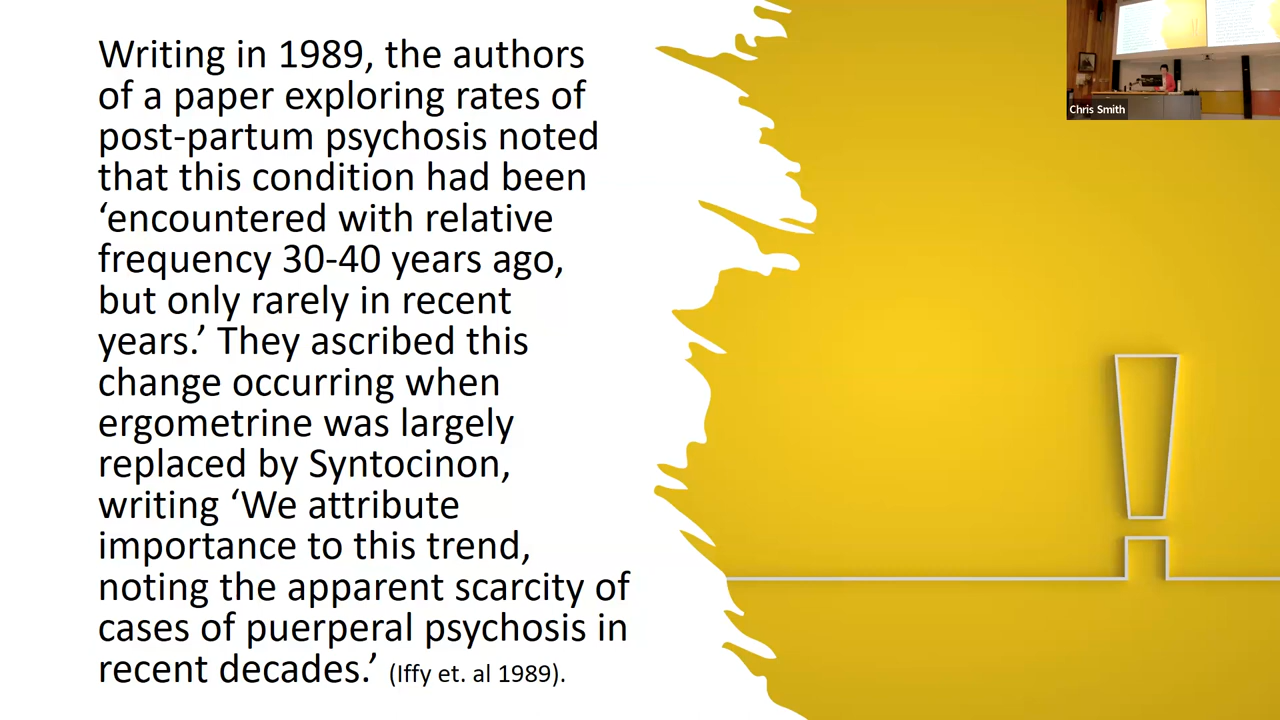 Writing in 1989, the authors
of a paper exploring rates of
post-partum psychosis noted
that this condition had been
‘encountered with relative
frequency 30-40 years ago,
but only rarely in recent
years.’ They ascribed this
change occurring when
ergometrine was largely
replaced by Syntocinon,
writing ‘We attribute
importance to this trend,
noting the apparent scarcity of
cases of puerperal psychosis in
recent decades.’ (Iffy et. al 1989).
Chris Smith